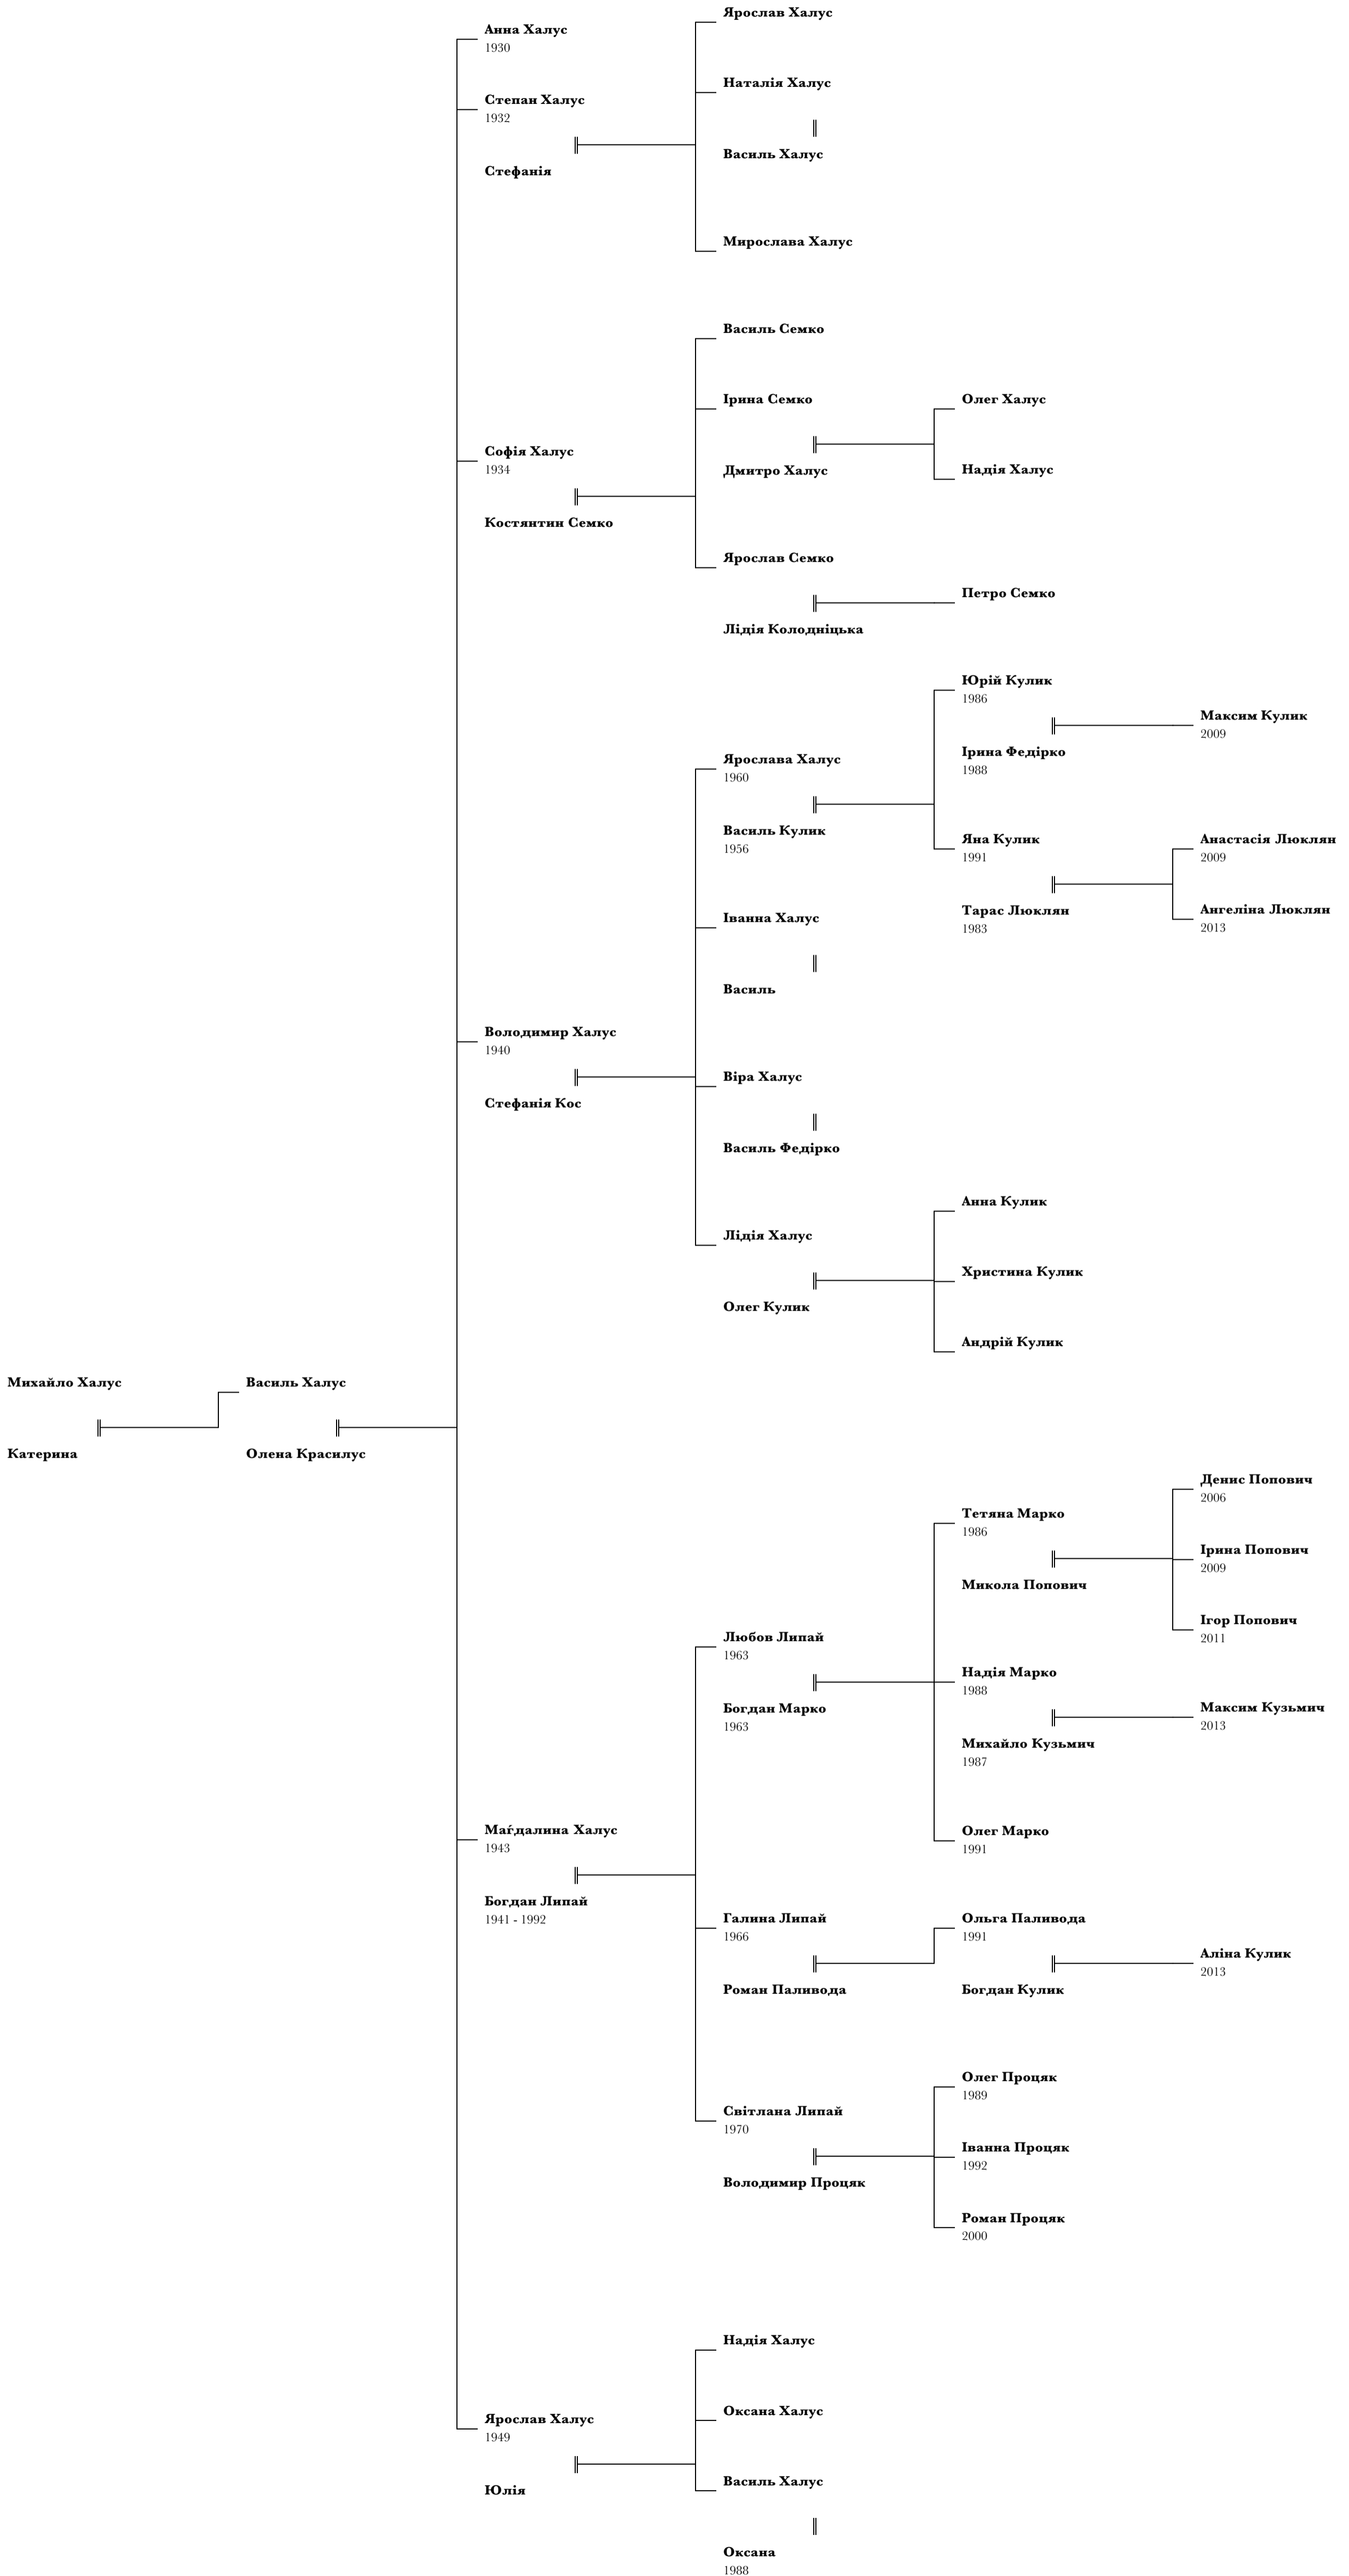 Ярослав Халус
Анна Халус
1930
Наталія Халус
Степан Халус
1932
Василь Халус
Стефанія
Мирослава Халус
Василь Семко
Ірина Семко
Олег Халус
Софія Халус
1934
Дмитро Халус
Надія Халус
Костянтин Семко
Ярослав Семко
Петро Семко
Лідія Колодніцька
Юрій Кулик
1986
Максим Кулик
2009
Ірина Федірко
1988
Ярослава Халус
1960
Василь Кулик
1956
Яна Кулик
1991
Анастасія Люклян
2009
Тарас Люклян
1983
Ангеліна Люклян
2013
Іванна Халус
Василь
Володимир Халус
1940
Віра Халус
Стефанія Кос
Василь Федірко
Анна Кулик
Лідія Халус
Христина Кулик
Олег Кулик
Андрій Кулик
Михайло Халус
Василь Халус
Катерина
Олена Красилус
Денис Попович
2006
Тетяна Марко
1986
Ірина Попович
2009
Микола Попович
Ігор Попович
2011
Любов Липай
1963
Надія Марко
1988
Богдан Марко
1963
Максим Кузьмич
2013
Михайло Кузьмич
1987
Маґдалина Халус
1943
Олег Марко
1991
Богдан Липай
1941 - 1992
Галина Липай
1966
Ольга Паливода
1991
Аліна Кулик
2013
Роман Паливода
Богдан Кулик
Олег Процяк
1989
Світлана Липай
1970
Іванна Процяк
1992
Володимир Процяк
Роман Процяк
2000
Надія Халус
Оксана Халус
Ярослав Халус
1949
Василь Халус
Юлія
Оксана
1988